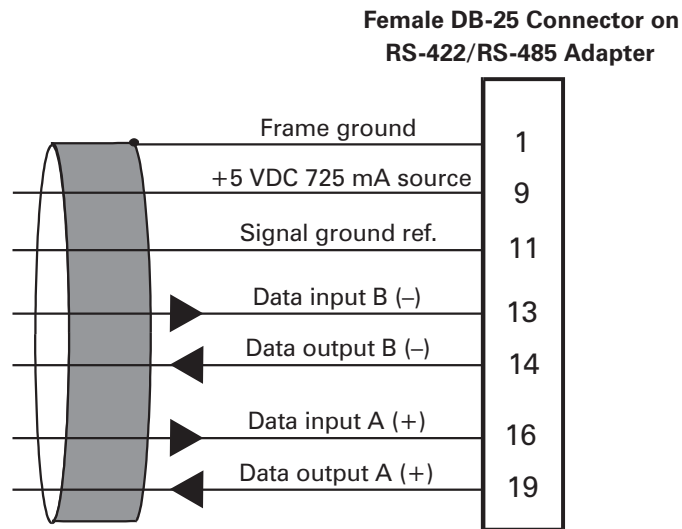 Female DB-25 Connector on
RS-422/RS-485 Adapter
Frame ground 1
+5 VDC 725 mA source 9
Signal ground ref. 11
Data input B (–) 13
Data output B (–) 14
Data input A (+) 16
Data output A (+) 19